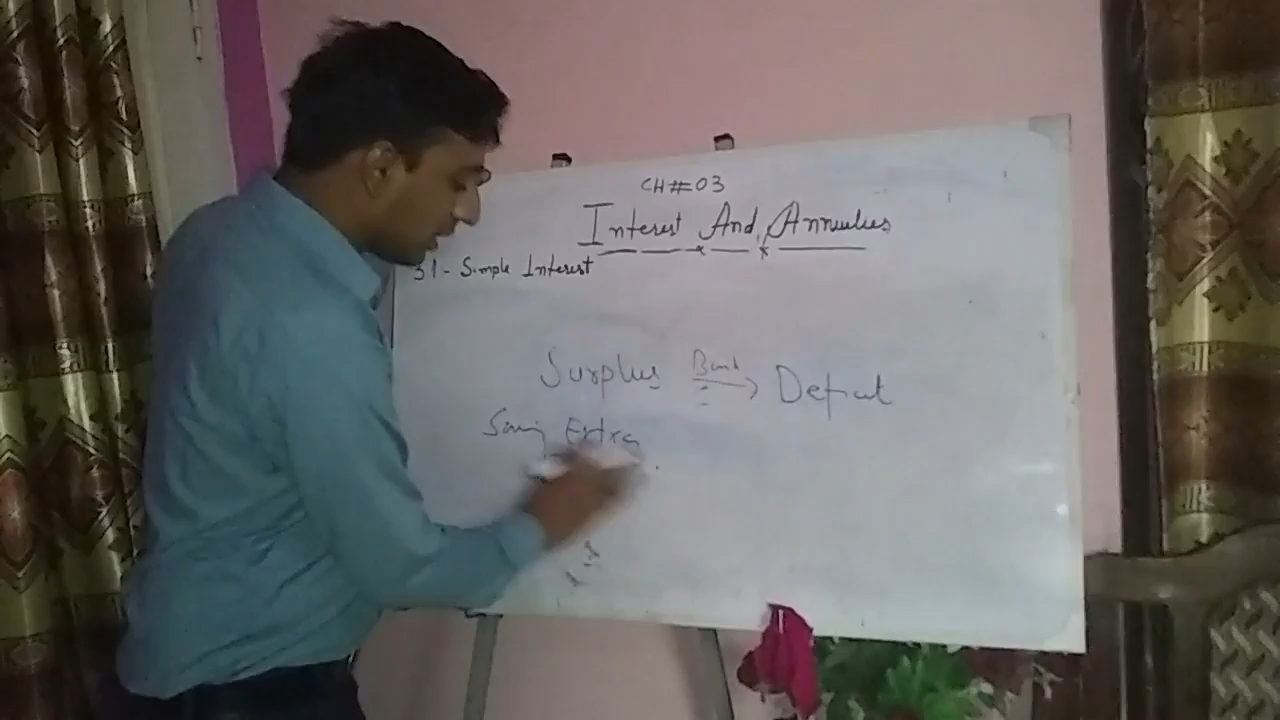 CH#03
Interest And Annuities
3.1- Simple Interest
Surplus Bank Deficit
Saving Extra